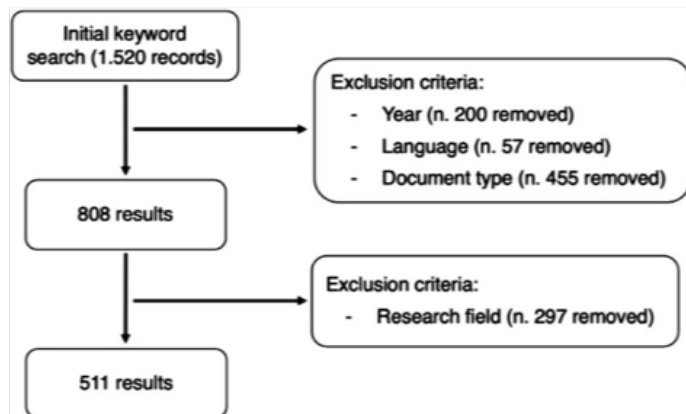 Initial keyword
search (1.520 records)
Exclusion criteria:
- Year (n. 200 removed)
- Language (n. 57 removed)
- Document type (n. 455 removed)
808 results
Exclusion criteria:
- Research field (n. 297 removed)
511 results